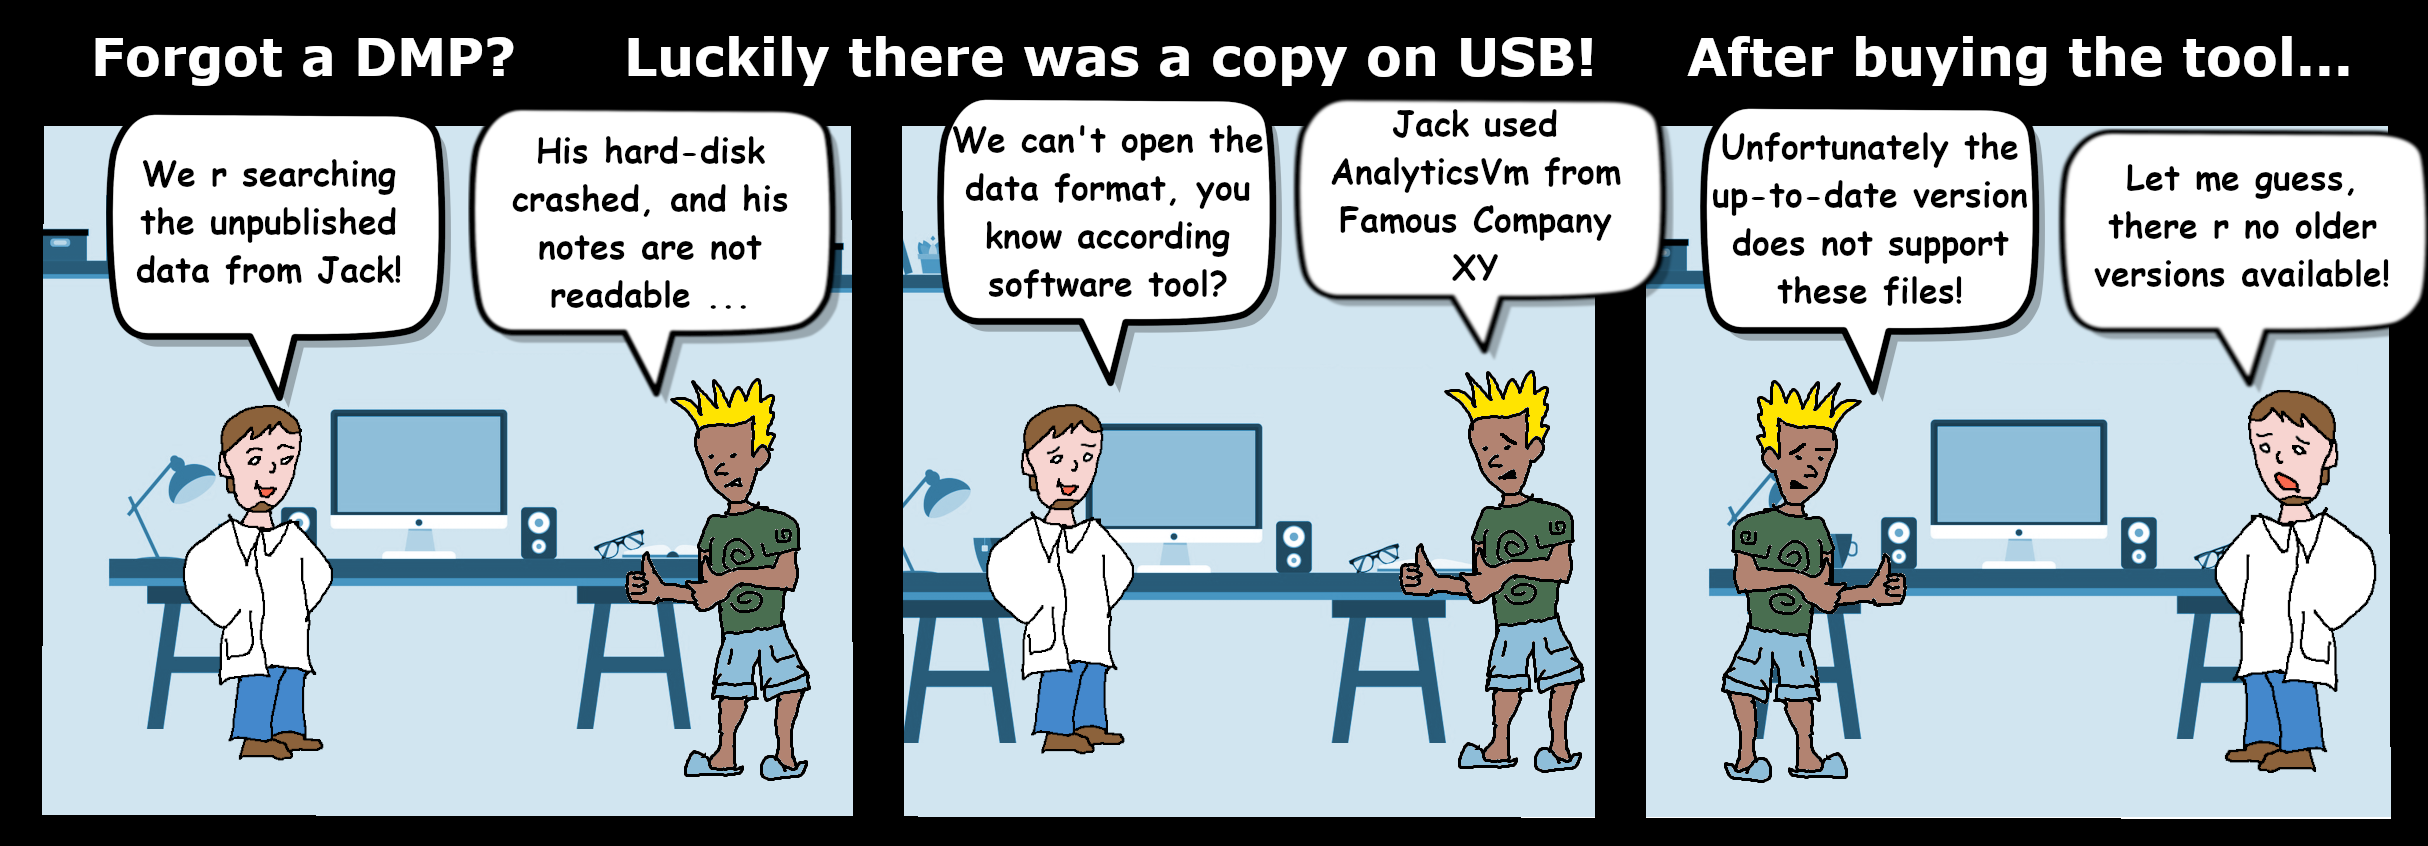 Forgot a DMP?
We r searching
the unpublished
data from Jack!
His hard-disk
crashed, and his
notes are not
readable ...
Luckily there was a copy on USB!
We can't open the
data format, you
know according
software tool?
Jack used
AnalyticsVm from
Famous Company
XY
After buying the tool...
Unfortunately the
up-to-date version
does not support
these files!
Let me guess,
there r no older
versions available!